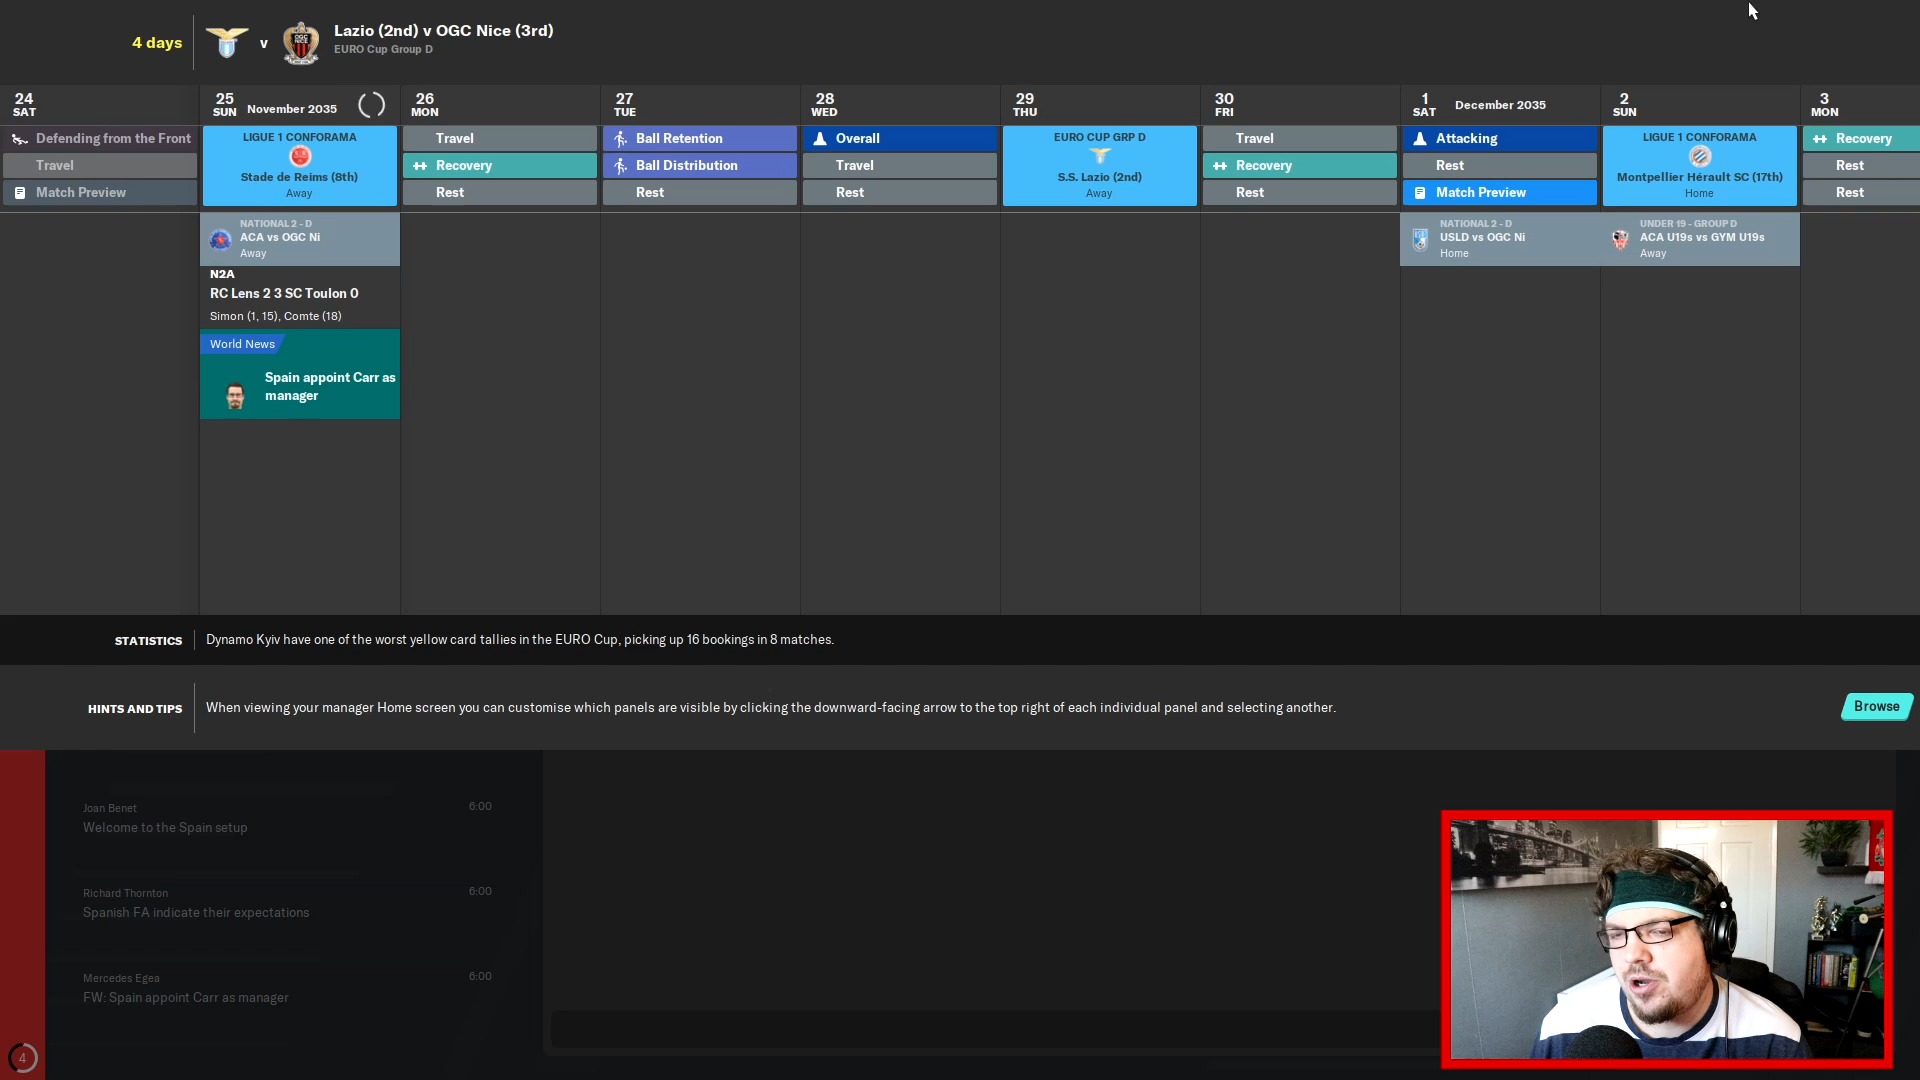 4 days
v
Lazio (2nd) v OGC Nice (3rd)
EURO Cup Group D
24
SAT
25
SUN
November 2035
26
MON
27
TUE
28
WED
29
THU
30
FRI
1
SAT
December 2035
2
SUN
3
MON
Defending from the Front
Travel
Match Preview
LIGUE 1 CONFORAMA
Stade de Reims (8th)
Away
Travel
Recovery
Rest
Ball Retention
Ball Distribution
Rest
Overall
Travel
Rest
EURO CUP GRP D
S.S. Lazio (2nd)
Away
Travel
Recovery
Rest
Attacking
Rest
Match Preview
LIGUE 1 CONFORAMA
Montpellier Hérault SC (17th)
Home
Recovery
Rest
Rest
NATIONAL 2 - D
ACA vs OGC Ni
Away
N2A
RC Lens 2 3 SC Toulon 0
Simon (1, 15), Comte (18)
World News
Spain appoint Carr as
manager
NATIONAL 2 - D
USLD vs OGC Ni
Home
UNDER 19 - GROUP D
ACA U19s vs GYM U19s
Away
STATISTICS
Dynamo Kyiv have one of the worst yellow card tallies in the EURO Cup, picking up 16 bookings in 8 matches.
HINTS AND TIPS
When viewing your manager Home screen you can customise which panels are visible by clicking the downward-facing arrow to the top right of each individual panel and selecting another.
Browse
Joan Benet
6:00
Welcome to the Spain setup
Richard Thornton
6:00
Spanish FA indicate their expectations
Mercedes Egea
6:00
FW: Spain appoint Carr as manager
4